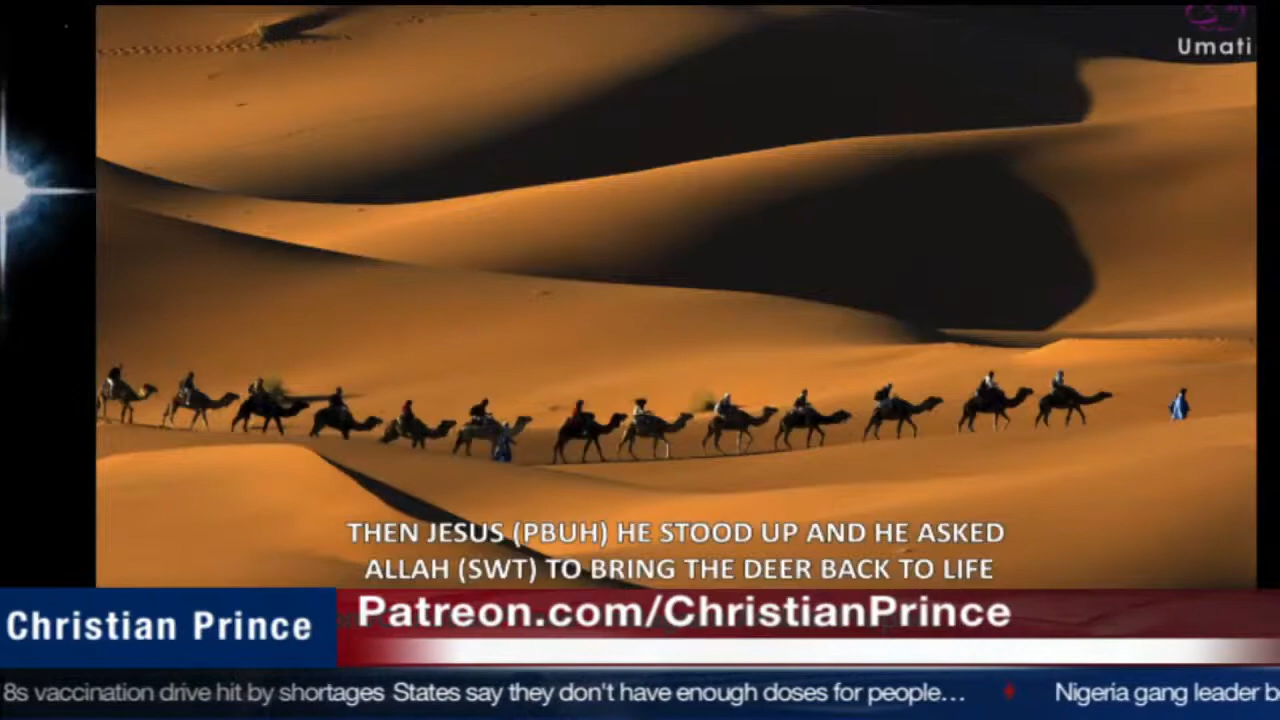 Umati
THEN JESUS (PBUH) HE STOOD UP AND HE ASKED
ALLAH (SWT) TO BRING THE DEER BACK TO LIFE
Christian Prince
Patreon.com/ChristianPrince
8s vaccination drive hit by shortages States say they don't have enough doses for people... Nigeria gang leader b